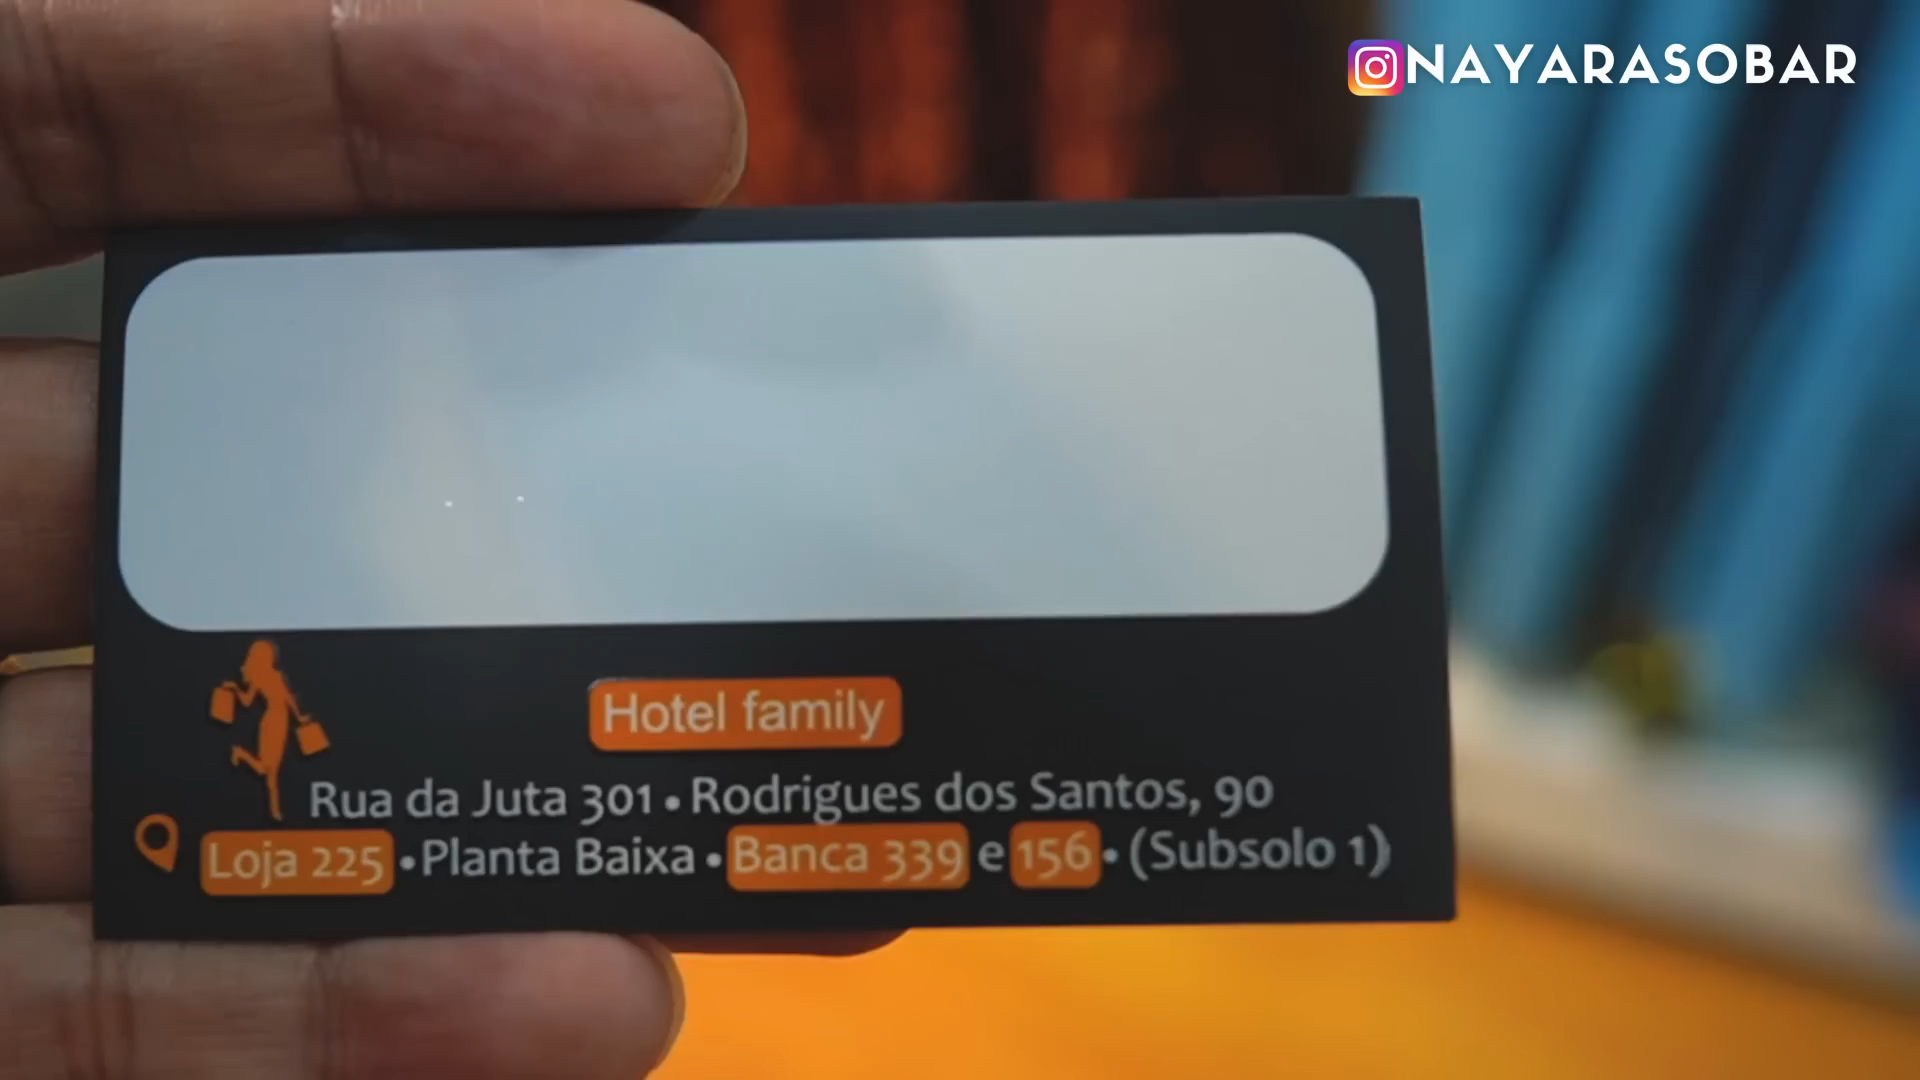 NAYARASOBAR
Hotel family
Rua da Juta 301 • Rodrigues dos Santos, 90
Loja 225 • Planta Baixa • Banca 339 e 156 • (Subsolo 1)